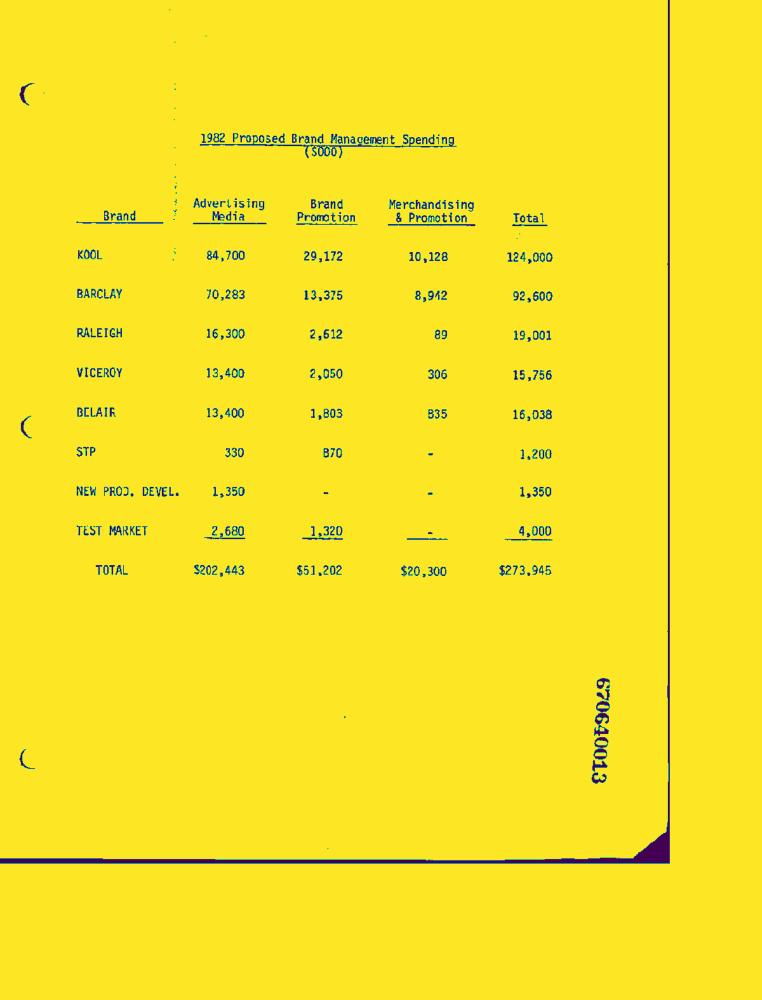 1982 Proposed Brand Management Spending
($000)
Brand Advertising Media Brand Promotion Merchandising & Promotion Total
KOOL 84,700 29,172 10,128 124,000
BARCLAY 70,283 13,375 8,942 92,600
RALEIGH 16,300 2,612 89 19,001
VICEROY 13,400 2,050 306 15,756
BELAIR 13,400 1,803 835 16,038
STP 330 870 - 1,200
NEW PROD. DEVEL. 1,350 - - 1,350
TEST MARKET 2,680 1,320 - 4,000
TOTAL $202,443 $51,202 $20,300 $273,945
670640013